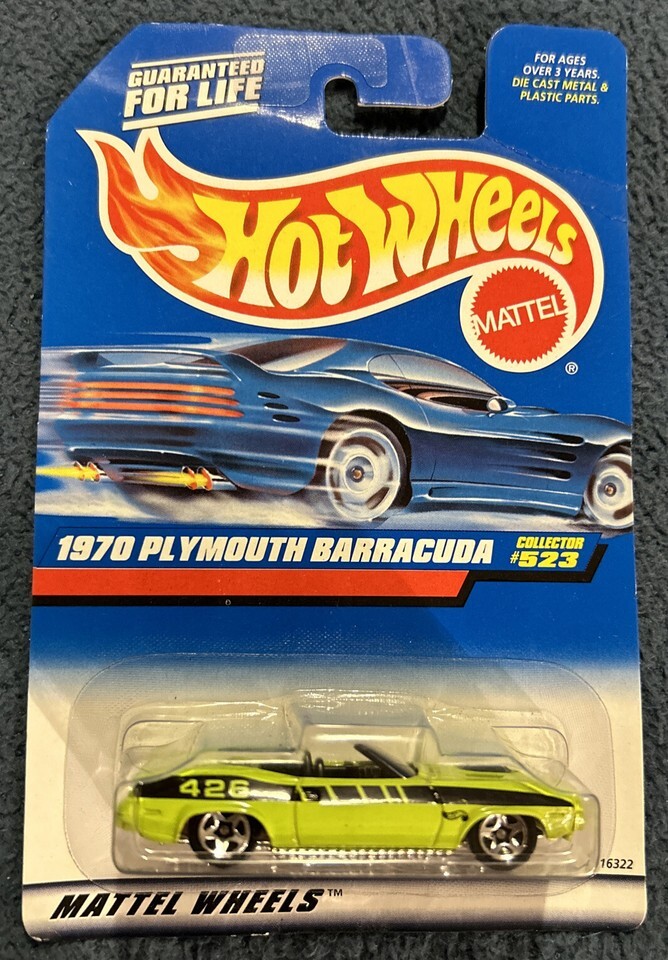 GUARANTEED
FOR LIFE
FOR AGES
OVER 3 YEARS.
DIE CAST METAL &
PLASTIC PARTS.
HOT WHEELS
MATTEL
®
1970 PLYMOUTH BARRACUDA
COLLECTOR
#523
426
16322
MATTEL WHEELS™